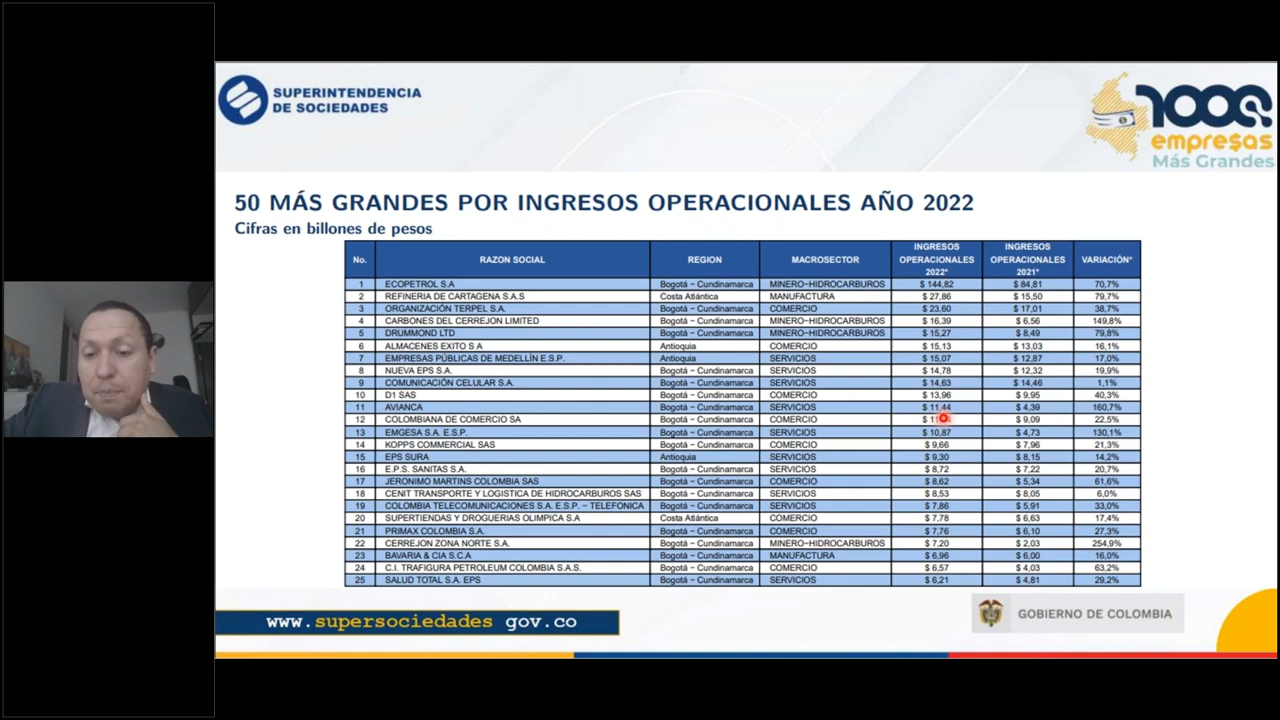 SUPERINTENDENCIA
DE SOCIEDADES
1000
empre$as
Más Grandes
50 MÁS GRANDES POR INGRESOS OPERACIONALES AÑO 2022
Cifras en billones de pesos
No. RAZON SOCIAL REGION MACROSECTOR INGRESOS OPERACIONALES 2022* INGRESOS OPERACIONALES 2021* VARIACIÓN*
1 ECOPETROL S.A Bogotá - Cundinamarca MINERO-HIDROCARBUROS $ 144,82 $ 84,81 70,7%
2 REFINERIA DE CARTAGENA S.A.S Costa Atlántica MANUFACTURA $ 27,86 $ 15,50 79,7%
3 ORGANIZACIÓN TERPEL S.A. Bogotá - Cundinamarca COMERCIO $ 23,60 $ 17,01 38,7%
4 CARBONES DEL CERREJON LIMITED Bogotá - Cundinamarca MINERO-HIDROCARBUROS $ 16,39 $ 6,56 149,8%
5 DRUMMOND LTD Bogotá - Cundinamarca MINERO-HIDROCARBUROS $ 15,27 $ 8,49 79,8%
6 ALMACENES EXITO S A Antioquia COMERCIO $ 15,13 $ 13,03 16,1%
7 EMPRESAS PÚBLICAS DE MEDELLÍN E.S.P. Antioquia SERVICIOS $ 15,07 $ 12,87 17,0%
8 NUEVA EPS S.A. Bogotá - Cundinamarca SERVICIOS $ 14,78 $ 12,32 19,9%
9 COMUNICACIÓN CELULAR S.A. Bogotá - Cundinamarca SERVICIOS $ 14,63 $ 14,46 1,1%
10 D1 SAS Bogotá - Cundinamarca COMERCIO $ 13,96 $ 9,95 40,3%
11 AVIANCA Bogotá - Cundinamarca SERVICIOS $ 11,44 $ 4,39 160,7%
12 COLOMBIANA DE COMERCIO SA Bogotá - Cundinamarca COMERCIO $ 9,09 22,5%
13 EMGESA S.A. E.S.P. Bogotá - Cundinamarca SERVICIOS $ 10,87 $ 4,73 130,1%
14 KOPPS COMMERCIAL SAS Bogotá - Cundinamarca COMERCIO $ 9,66 $ 7,96 21,3%
15 EPS SURA Antioquia SERVICIOS $ 9,30 $ 8,15 14,2%
16 E.P.S. SANITAS S.A. Bogotá - Cundinamarca SERVICIOS $ 8,72 $ 7,22 20,7%
17 JERONIMO MARTINS COLOMBIA SAS Bogotá - Cundinamarca COMERCIO $ 8,62 $ 5,34 61,6%
18 CENIT TRANSPORTE Y LOGISTICA DE HIDROCARBUROS SAS Bogotá - Cundinamarca SERVICIOS $ 8,53 $ 8,05 6,0%
19 COLOMBIA TELECOMUNICACIONES S.A. E.S.P. - TELEFONICA Bogotá - Cundinamarca SERVICIOS $ 7,86 $ 5,91 33,0%
20 SUPERTIENDAS Y DROGUERIAS OLIMPICA S.A Costa Atlántica COMERCIO $ 7,78 $ 6,63 17,4%
21 PRIMAX COLOMBIA S.A. Bogotá - Cundinamarca COMERCIO $ 7,76 $ 6,10 27,3%
22 CERREJON ZONA NORTE S.A. Bogotá - Cundinamarca MINERO-HIDROCARBUROS $ 7,20 $ 2,03 254,9%
23 BAVARIA & CIA S.C.A Bogotá - Cundinamarca MANUFACTURA $ 6,96 $ 6,00 16,0%
24 C.I. TRAFIGURA PETROLEUM COLOMBIA S.A.S. Bogotá - Cundinamarca COMERCIO $ 6,57 $ 4,03 63,2%
25 SALUD TOTAL S.A. EPS Bogotá - Cundinamarca SERVICIOS $ 6,21 $ 4,81 29,2%
www.supersociedades gov.co
GOBIERNO DE COLOMBIA